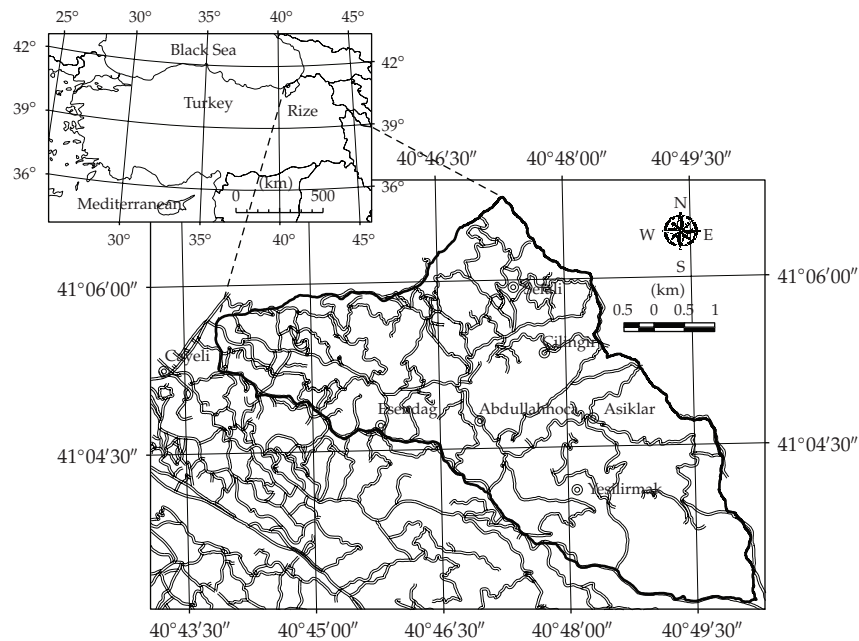 25° 30° 35° 40° 45°
42° Black Sea 42°
Turkey
39° Rize 39°
36° (km) 36°
0 500
Mediterranean
30° 35° 40° 45°
40°46′30″ 40°48′00″ 40°49′30″
N
W E
S
41°06′00″ 41°06′00″
(km)
0.5 0 0.5 1
Cilingir
Cayeli
Esendag Abdullahhoca Asiklar
41°04′30″ 41°04′30″
Yesilirmak
40°43′30″ 40°45′00″ 40°46′30″ 40°48′00″ 40°49′30″